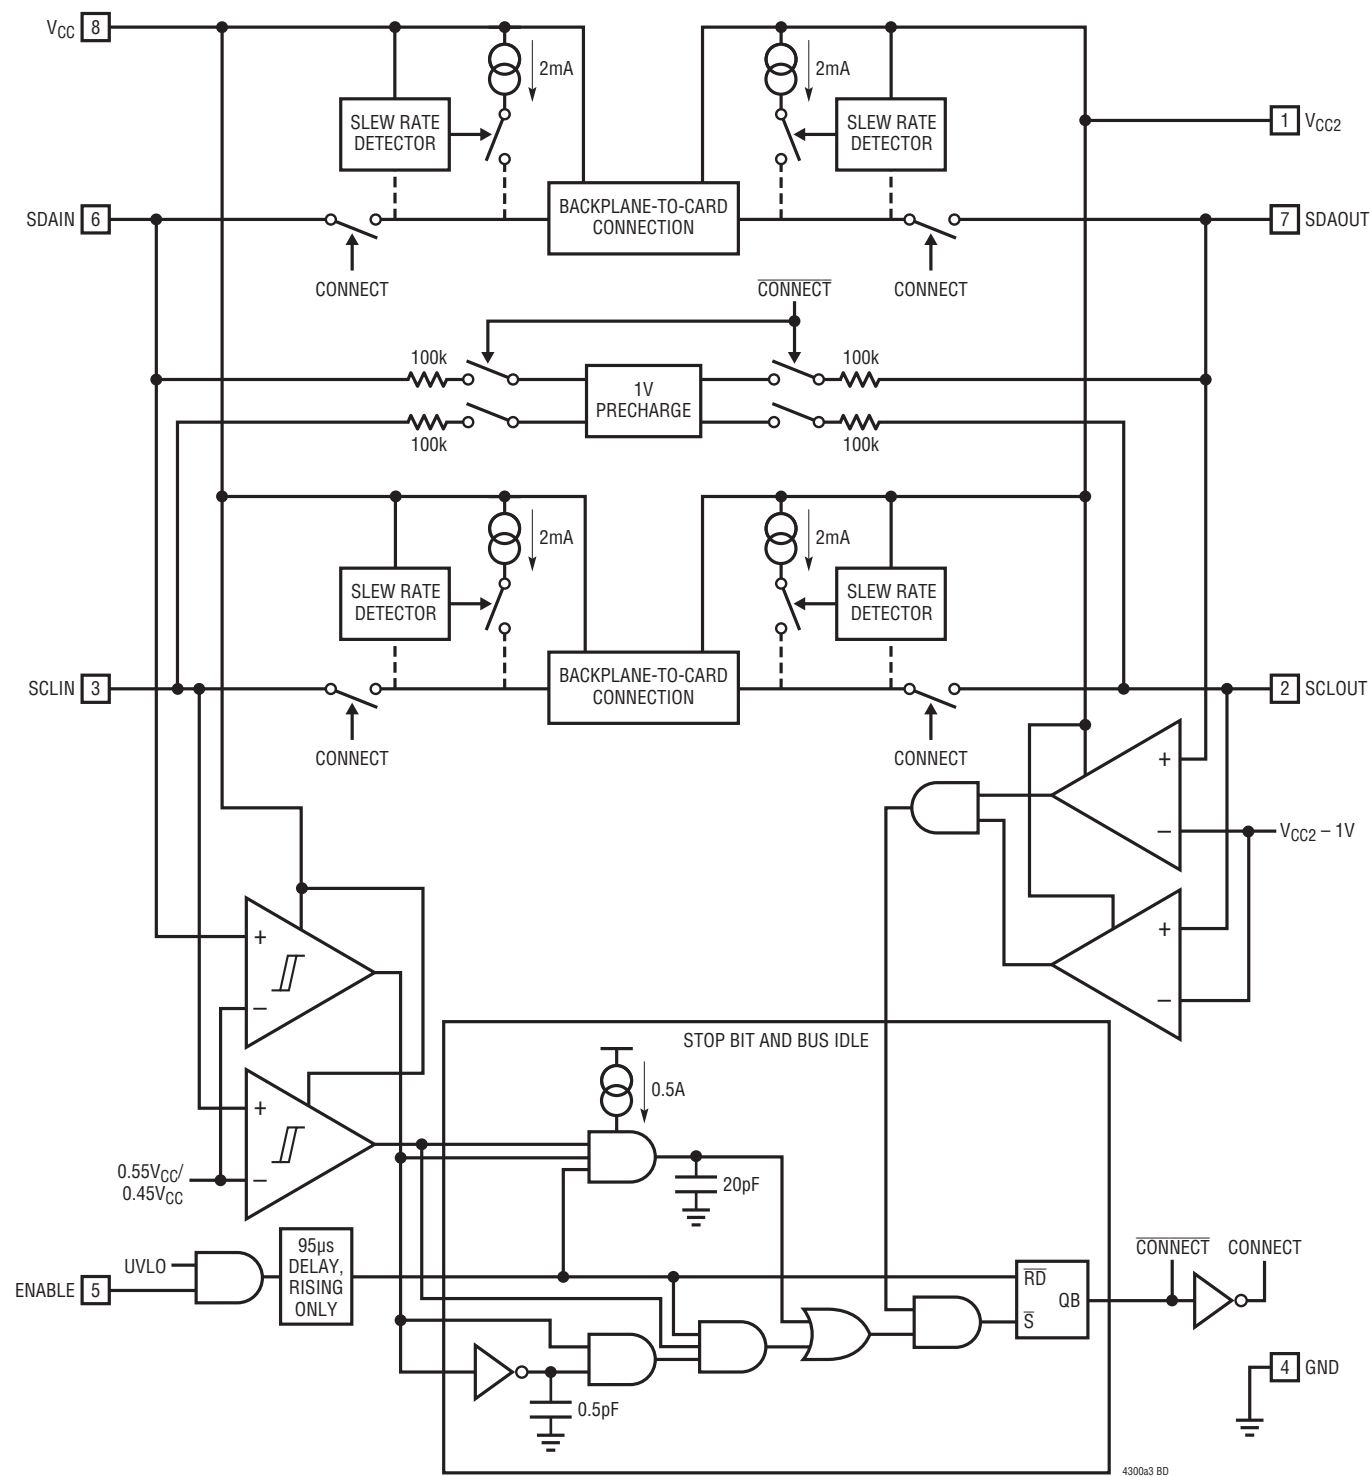 VCC 8
2mA
2mA
SLEW RATE
DETECTOR
SLEW RATE
DETECTOR
1 VCC2
SDAIN 6
BACKPLANE-TO-CARD
CONNECTION
7 SDAOUT
CONNECT
CONNECT
CONNECT
100k
100k
1V
PRECHARGE
100k
100k
2mA
2mA
SLEW RATE
DETECTOR
SLEW RATE
DETECTOR
SCLIN 3
BACKPLANE-TO-CARD
CONNECTION
2 SCLOUT
CONNECT
CONNECT
+
–
VCC2 – 1V
+
–
+
–
STOP BIT AND BUS IDLE
0.5A
+
–
0.55VCC/
0.45VCC
20pF
UVLO
ENABLE 5
95µs
DELAY,
RISING
ONLY
RD
QB
S
CONNECT
CONNECT
0.5pF
4 GND
4300a3 BD